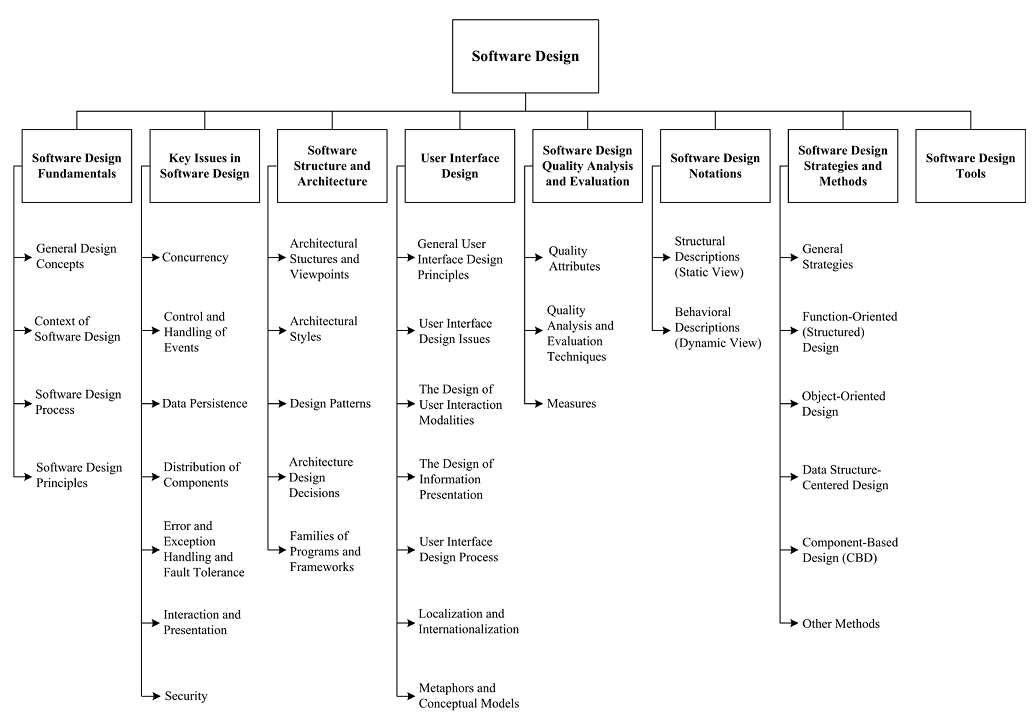 Software Design
Software Design
Fundamentals
Key Issues in
Software Design
Software
Structure and
Architecture
User Interface
Design
Software Design
Quality Analysis
and Evaluation
Software Design
Notations
Software Design
Strategies and
Methods
Software Design
Tools
General Design
Concepts
Context of
Software Design
Software Design
Process
Software Design
Principles
Concurrency
Control and
Handling of
Events
Data Persistence
Distribution of
Components
Error and
Exception
Handling and
Fault Tolerance
Interaction and
Presentation
Security
Architectural
Stuctures and
Viewpoints
Architectural
Styles
Design Patterns
Architecture
Design
Decisions
Families of
Programs and
Frameworks
General User
Interface Design
Principles
User Interface
Design Issues
The Design of
User Interaction
Modalities
The Design of
Information
Presentation
User Interface
Design Process
Localization and
Internationalization
Metaphors and
Conceptual Models
Quality
Attributes
Quality
Analysis and
Evaluation
Techniques
Measures
Structural
Descriptions
(Static View)
Behavioral
Descriptions
(Dynamic View)
General
Strategies
Function-Oriented
(Structured)
Design
Object-Oriented
Design
Data Structure-
Centered Design
Component-Based
Design (CBD)
Other Methods